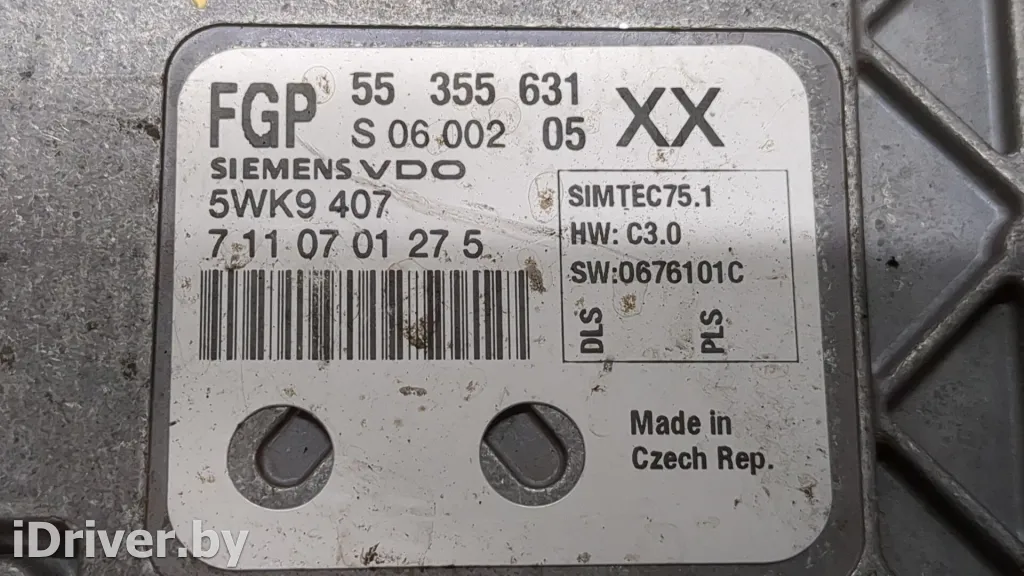 FGP 55 355 631 XX
S 06 002 05
SIEMENS VDO
5WK9 407
7 11 07 01 27 5
SIMTEC75.1
HW: C3.0
SW:0676101C
DLS PLS
Made in
Czech Rep.
iDriver.by